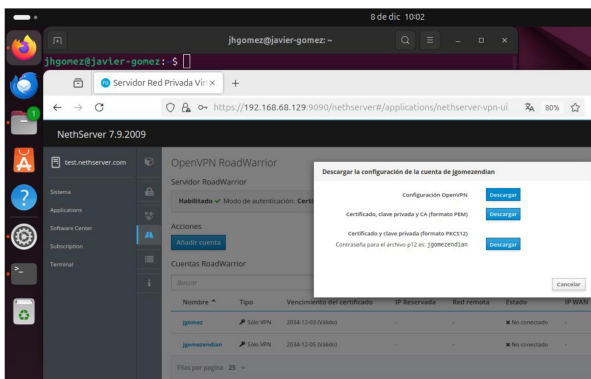 8 de dic 10:02
jhgomez@javier-gomez: ~
jhgomez@javier-gomez:~$
Servidor Red Privada Virt
https://192.168.68.129:9090/nethserver#/applications/nethserver-vpn-ui
80%
NethServer 7.9.2009
test.nethserver.com
Sistema
Applications
Software Center
Subscription
Terminal
OpenVPN RoadWarrior
Servidor RoadWarrior
Habilitado ✔ Modo de autenticación: Certi
Acciones
Añadir cuenta
Cuentas RoadWarrior
Buscar
Nombre Tipo Vencimiento del certificado IP Reservada Red remota Estado IP WAN
jgomez Sólo VPN 2034-12-03 (Válido) - - No conectado -
jgomezendian Sólo VPN 2034-12-05 (Válido) - - No conectado -
Filas por pagina 25
Descargar la configuración de la cuenta de jgomezendian
Configuración OpenVPN Descargar
Certificado, clave privada y CA (formato PEM) Descargar
Certificado y clave privada (formato PKCS12)
Contraseña para el archivo p12 es: jgomezendian Descargar
Cancelar